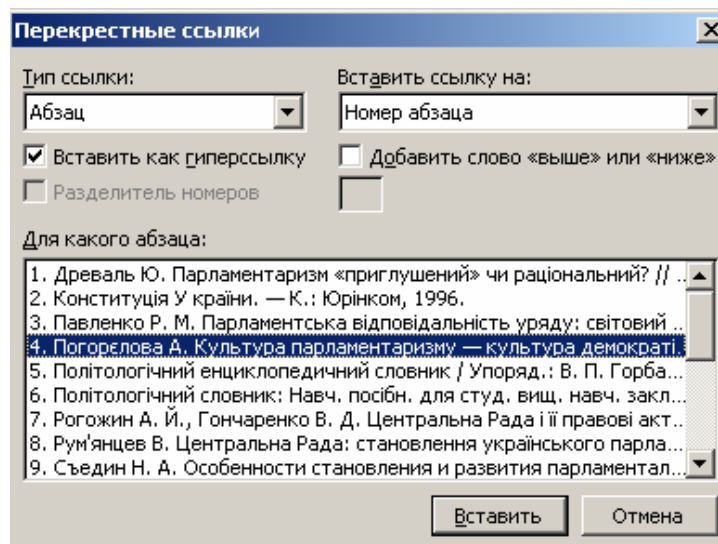 Перекрестные ссылки
Тип ссылки: Вставить ссылку на:
Абзац Номер абзаца
Вставить как гиперссылку Добавить слово «выше» или «ниже»
Разделитель номеров
Для какого абзаца:
1. Древаль Ю. Парламентаризм «приглушений» чи раціональний? // ...
2. Конституція У країни. — К.: Юрінком, 1996.
3. Павленко Р. М. Парламентська відповідальність уряду: світовий ...
4. Погорєлова А. Культура парламентаризму — культура демократі.
5. Політологічний енциклопедичний словник / Упоряд.: В. П. Горба...
6. Політологічний словник: Навч. посібн. для студ. вищ. навч. закл...
7. Рогожин А. Й., Гончаренко В. Д. Центральна Рада і її правові акт...
8. Рум'янцев В. Центральна Рада: становлення українського парла...
9. Съедин Н. А. Особенности становления и развития парламентал...
Вставить Отмена